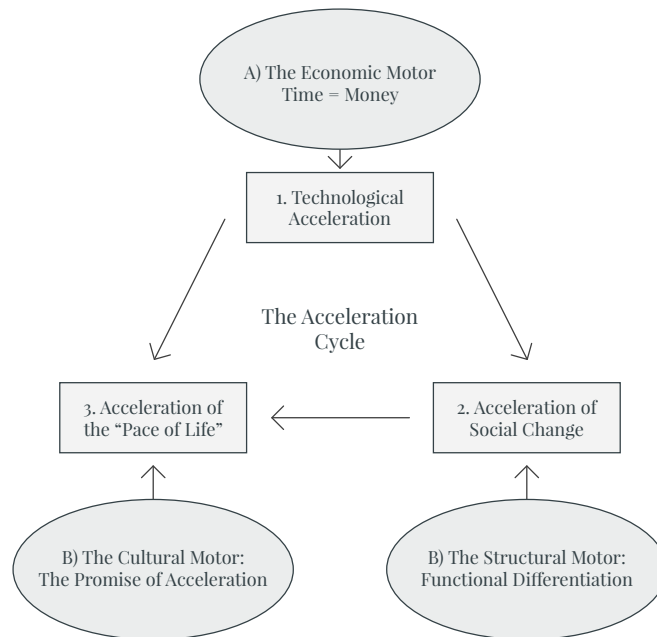 A) The Economic Motor
Time = Money
1. Technological
Acceleration
The Acceleration
Cycle
3. Acceleration of
the “Pace of Life”
2. Acceleration of
Social Change
B) The Cultural Motor:
The Promise of Acceleration
B) The Structural Motor:
Functional Differentiation